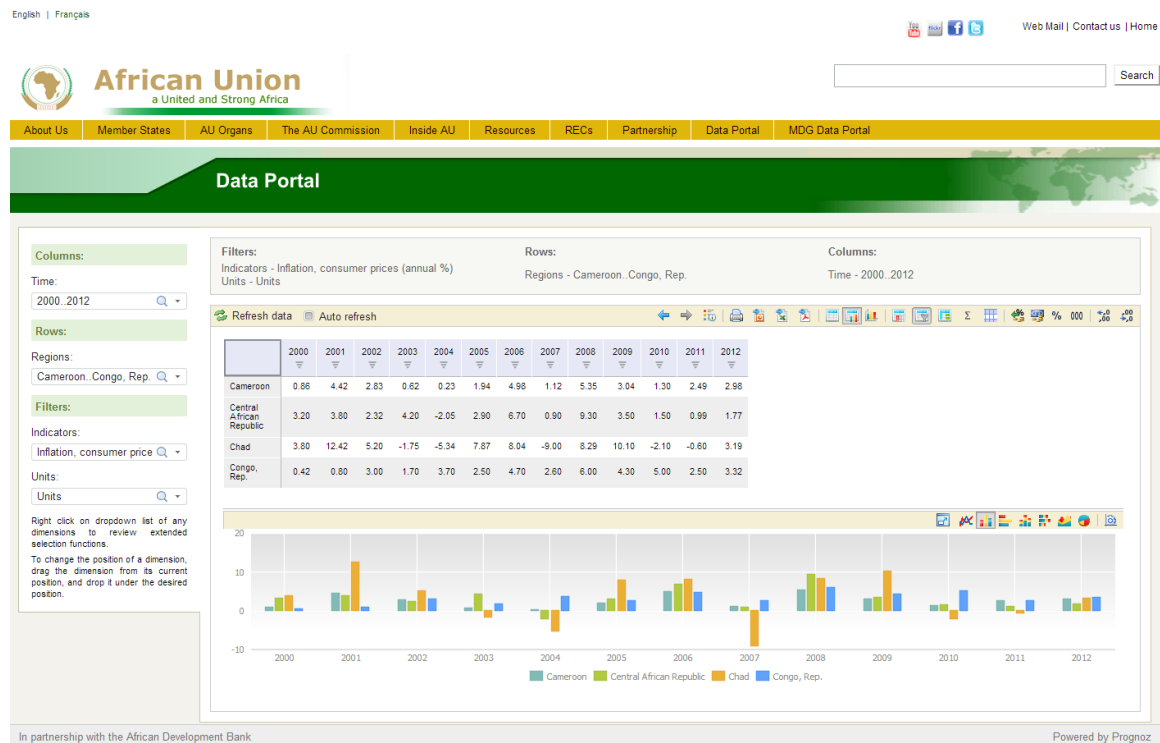 English | Français
You Tube flickr
Web Mail | Contact us | Home
African Union
a United and Strong Africa
Search
About Us Member States AU Organs The AU Commission Inside AU Resources RECs Partnership Data Portal MDG Data Portal
Data Portal
Columns:
Time:
2000..2012
Rows:
Regions:
Cameroon..Congo, Rep.
Filters:
Indicators:
Inflation, consumer price
Units:
Units
Right click on dropdown list of any
dimensions to review extended
selection functions.
To change the position of a dimension,
drag the dimension from its current
position, and drop it under the desired
position.
Filters:
Indicators - Inflation, consumer prices (annual %)
Units - Units
Rows:
Regions - Cameroon..Congo, Rep.
Columns:
Time - 2000..2012
Refresh data Auto refresh
Σ % 000
2000 2001 2002 2003 2004 2005 2006 2007 2008 2009 2010 2011 2012
Cameroon 0.86 4.42 2.83 0.62 0.23 1.94 4.98 1.12 5.35 3.04 1.30 2.49 2.98
Central
African
Republic
3.20 3.80 2.32 4.20 -2.05 2.90 6.70 0.90 9.30 3.50 1.50 0.99 1.77
Chad 3.80 12.42 5.20 -1.75 -5.34 7.87 8.04 -9.00 8.29 10.10 -2.10 -0.60 3.19
Congo,
Rep.
0.42 0.80 3.00 1.70 3.70 2.50 4.70 2.60 6.00 4.30 5.00 2.50 3.32
20
10
0
-10
2000 2001 2002 2003 2004 2005 2006 2007 2008 2009 2010 2011 2012
Cameroon Central African Republic Chad Congo, Rep.
In partnership with the African Development Bank
Powered by Prognoz